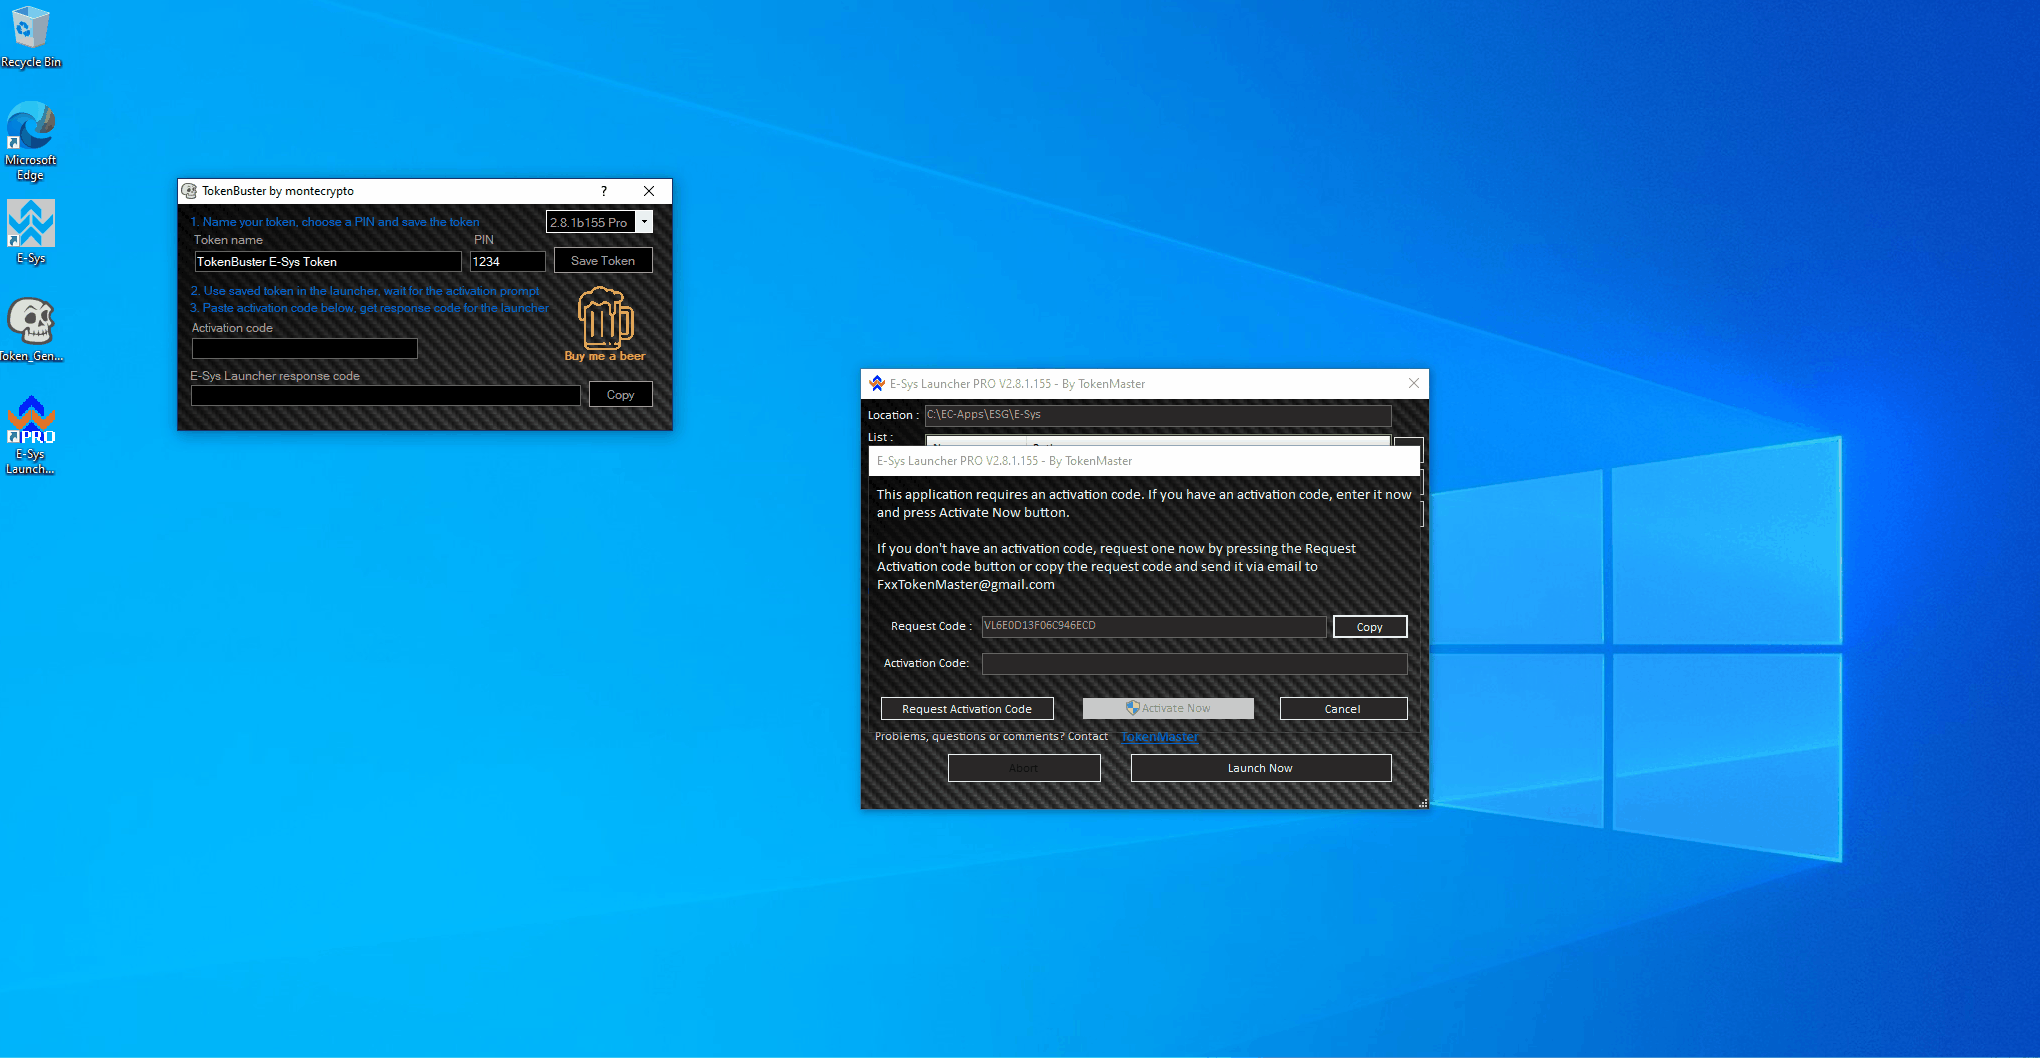 Recycle Bin
Microsoft
Edge
E-Sys
Token_Gen...
PRO
E-Sys
Launch...
TokenBuster by montecrypto
?
1. Name your token, choose a PIN and save the token
2.8.1b155 Pro
Token name
PIN
TokenBuster E-Sys Token
1234
Save Token
2. Use saved token in the launcher, wait for the activation prompt
3. Paste activation code below, get response code for the launcher
Activation code
Buy me a beer
E-Sys Launcher response code
Copy
E-Sys Launcher PRO V2.8.1.155 - By TokenMaster
Location :
C:\EC-Apps\ESG\E-Sys
List :
E-Sys Launcher PRO V2.8.1.155 - By TokenMaster
This application requires an activation code. If you have an activation code, enter it now
and press Activate Now button.
If you don't have an activation code, request one now by pressing the Request
Activation code button or copy the request code and send it via email to
FxxTokenMaster@gmail.com
Request Code :
VL6E0D13F06C946ECD
Copy
Activation Code:
Request Activation Code
Activate Now
Cancel
Problems, questions or comments? Contact
TokenMaster
Abort
Launch Now